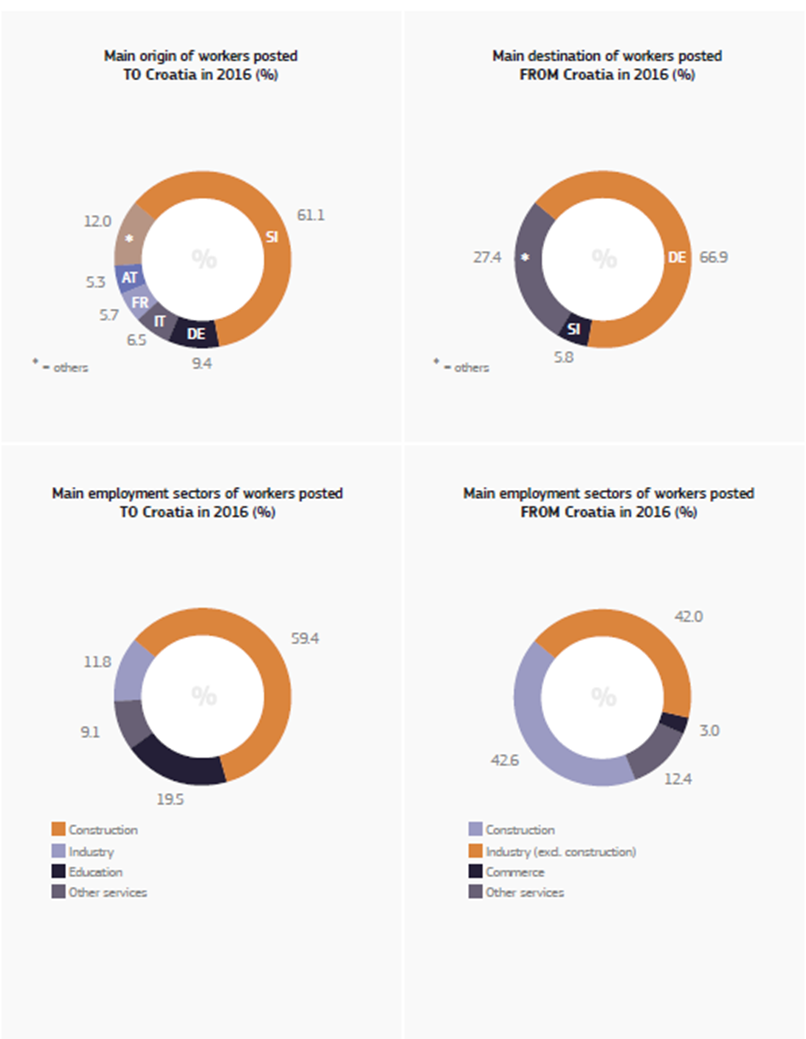 Main origin of workers posted
TO Croatia in 2016 (%)
61.1
12.0
SI
*
%
AT
5.3
FR
5.7
IT
DE
6.5
9.4
* = others
Main destination of workers posted
FROM Croatia in 2016 (%)
27.4
*
%
DE
66.9
SI
5.8
* = others
Main employment sectors of workers posted
TO Croatia in 2016 (%)
59.4
11.8
%
9.1
19.5
Construction
Industry
Education
Other services
Main employment sectors of workers posted
FROM Croatia in 2016 (%)
42.0
%
3.0
42.6
12.4
Construction
Industry (excl. construction)
Commerce
Other services